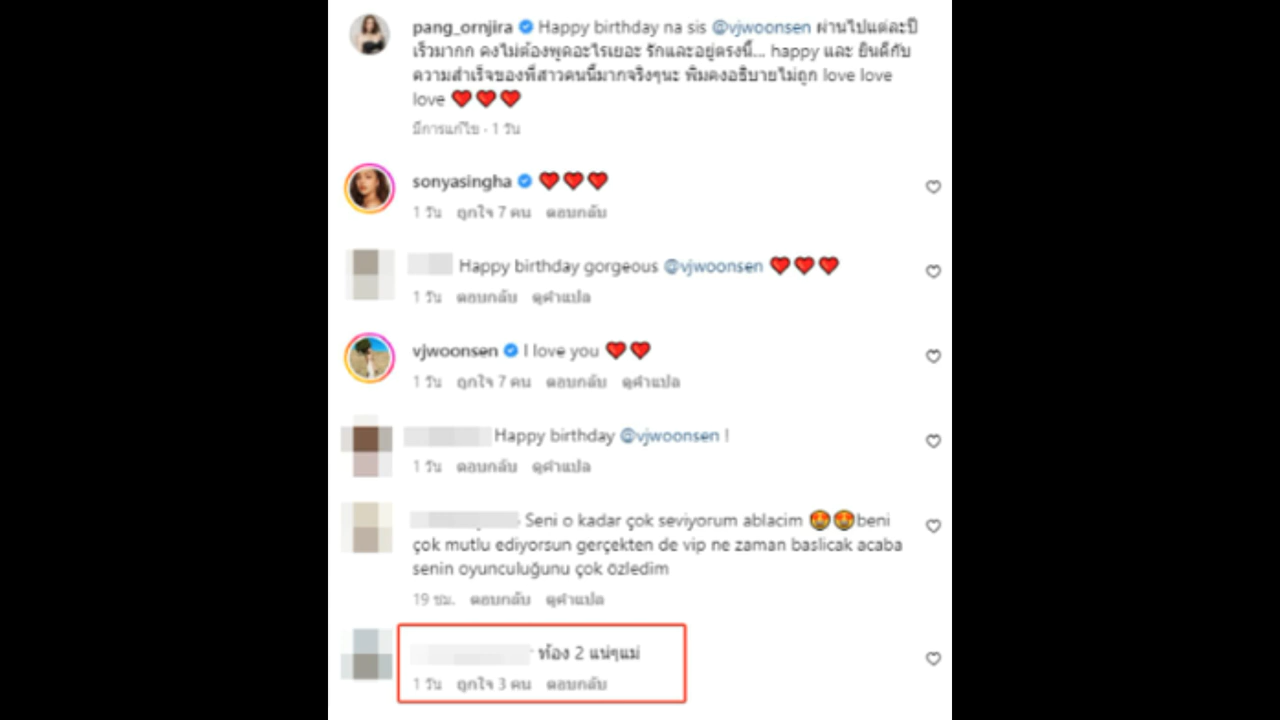 pang_ornjira Happy birthday na sis @vjwoonsen ผ่านไปแต่ละปี
เร็วมากก คงไม่ต้องพูดอะไรเยอะ รักและอยู่ตรงนี้... happy และ ยินดีกับ
ความสำเร็จของพี่สาวคนนี้มากจริงๆนะ พิมคงอธิบายไม่ถูก love love
love ❤️❤️❤️
มีการแก้ไข · 1 วัน
sonyasingha ❤️❤️❤️
1 วัน ถูกใจ 7 คน ตอบกลับ
Happy birthday gorgeous @vjwoonsen ❤️❤️❤️
1 วัน ตอบกลับ ดูคำแปล
vjwoonsen I love you ❤️❤️
1 วัน ถูกใจ 7 คน ตอบกลับ ดูคำแปล
Happy birthday @vjwoonsen !
1 วัน ตอบกลับ ดูคำแปล
Seni o kadar çok seviyorum ablacim 😍😍beni
çok mutlu ediyorsun gerçekten de vip ne zaman baslicak acaba
senin oyunculuğunu çok özledim
19 ชม. ตอบกลับ ดูคำแปล
ท้อง 2 แน่ๆแม่
1 วัน ถูกใจ 3 คน ตอบกลับ